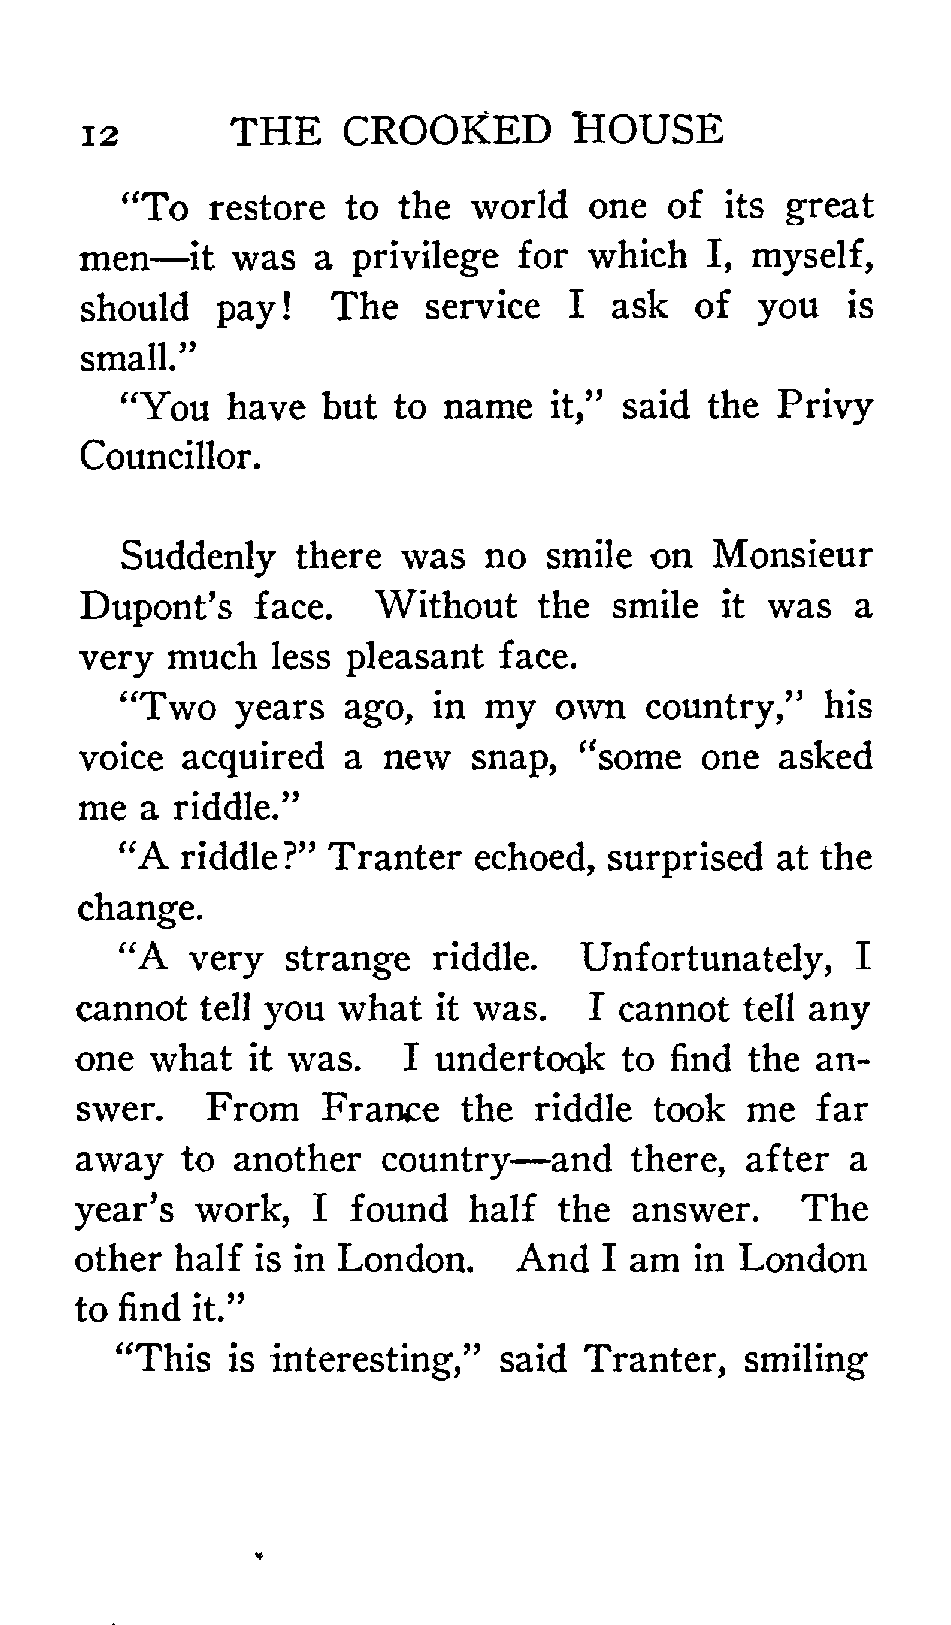 12 THE CROOKED HOUSE
“To restore to the world one of its great
men—it was a privilege for which I, myself,
should pay! The service I ask of you is
small.”
“You have but to name it,” said the Privy
Councillor.
Suddenly there was no smile on Monsieur
Dupont’s face. Without the smile it was a
very much less pleasant face.
“Two years ago, in my own country,” his
voice acquired a new snap, “some one asked
me a riddle.”
“A riddle?” Tranter echoed, surprised at the
change.
“A very strange riddle. Unfortunately, I
cannot tell you what it was. I cannot tell any
one what it was. I undertook to find the an-
swer. From France the riddle took me far
away to another country—and there, after a
year’s work, I found half the answer. The
other half is in London. And I am in London
to find it.”
“This is interesting,” said Tranter, smiling